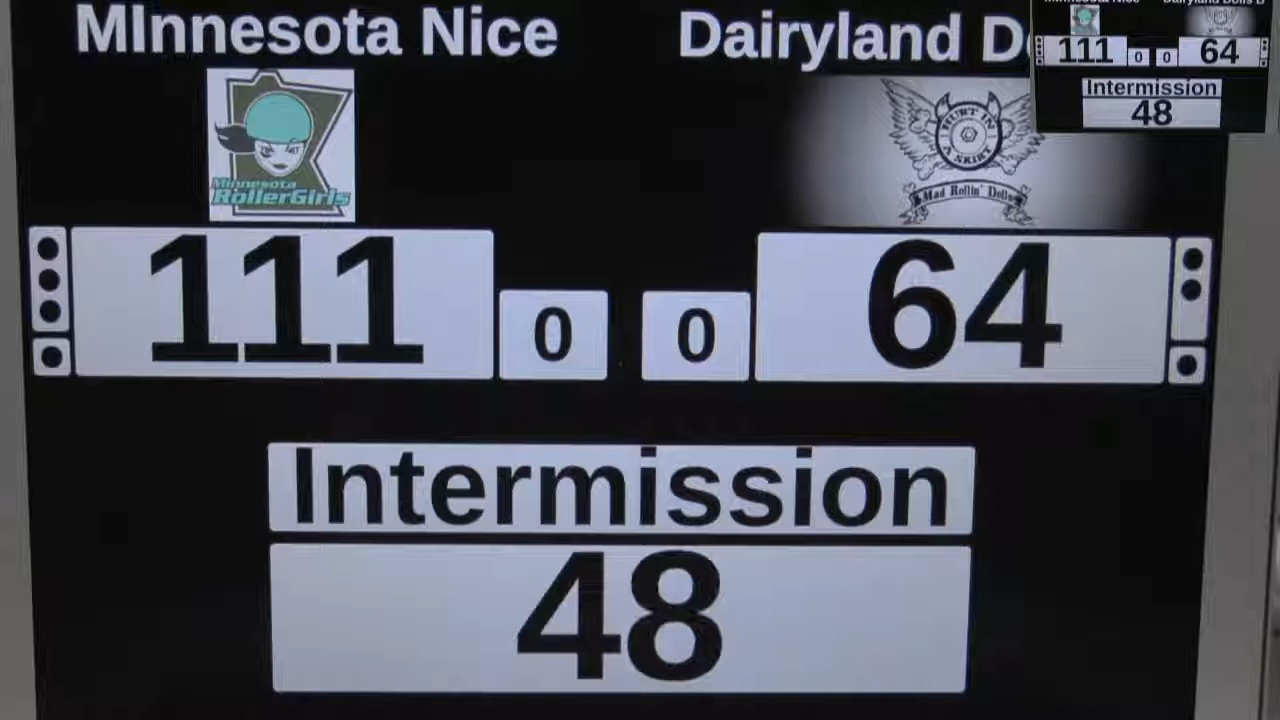 MInnesota Nice
Dairyland D
Minnesota
RollerGirls
HURT IN
A SKIRT
Mad Rollin' Dolls
111
0
0
64
Intermission
48
111
0
0
64
Intermission
48